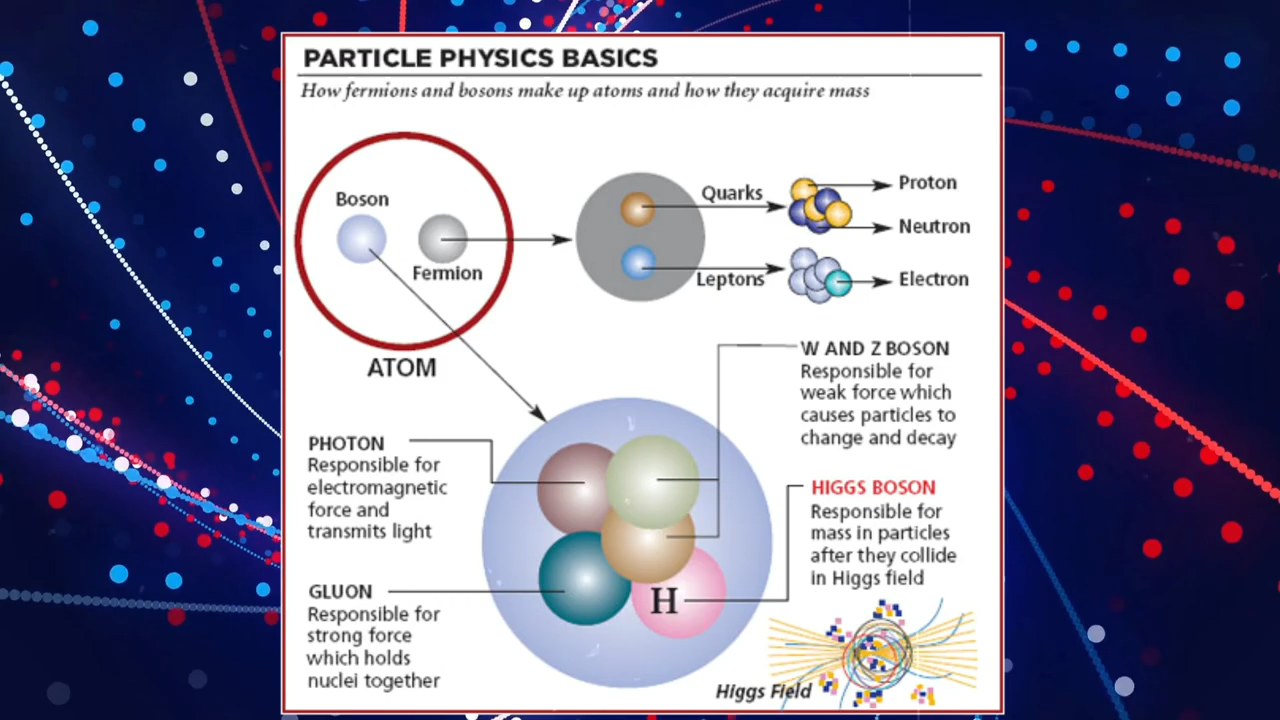 PARTICLE PHYSICS BASICS
How fermions and bosons make up atoms and how they acquire mass
Boson
Fermion
ATOM
Quarks
Leptons
Proton
Neutron
Electron
W AND Z BOSON
Responsible for
weak force which
causes particles to
change and decay
PHOTON
Responsible for
electromagnetic
force and
transmits light
HIGGS BOSON
Responsible for
mass in particles
after they collide
in Higgs field
GLUON
Responsible for
strong force
which holds
nuclei together
H
Higgs Field